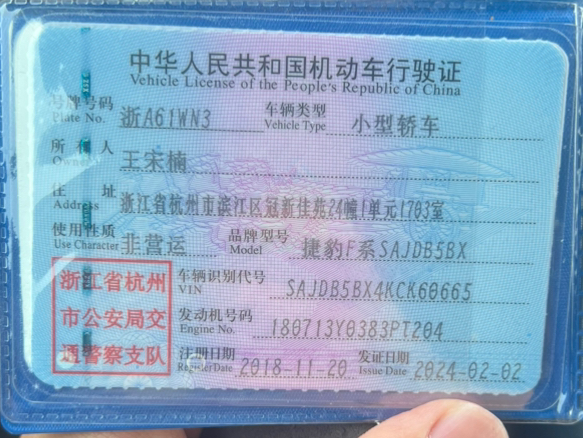 中华人民共和国机动车行驶证
Vehicle License of the People's Republic of China
号牌号码 浙A61WN3 车辆类型 小型轿车
Plate No. Vehicle Type
所有人 王宋楠
Owner
住址 浙江省杭州市滨江区冠新佳苑24幢1单元1703室
Address
使用性质 非营运 品牌型号 捷豹F系SAJDB5BX
Use Character Model
浙江省杭州
市公安局交
通警察支队
车辆识别代号 SAJDB5BX4KCK60665
VIN
发动机号码 180713Y0383PT204
Engine No.
注册日期 2018-11-20 发证日期 2024-02-02
Register Date Issue Date